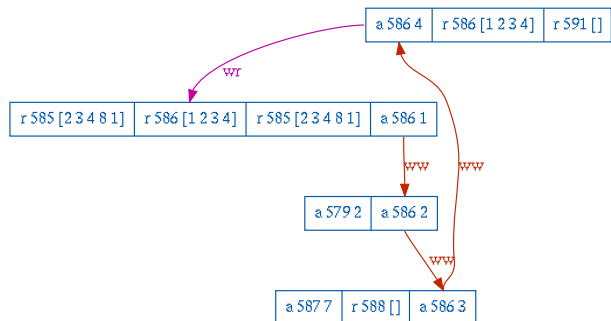 a 586 4 r 586 [1 2 3 4] r 591 []
wr
r 585 [2 3 4 8 1] r 586 [1 2 3 4] r 585 [2 3 4 8 1] a 586 1
ww ww
a 579 2 a 586 2
ww
a 587 7 r 588 [] a 586 3